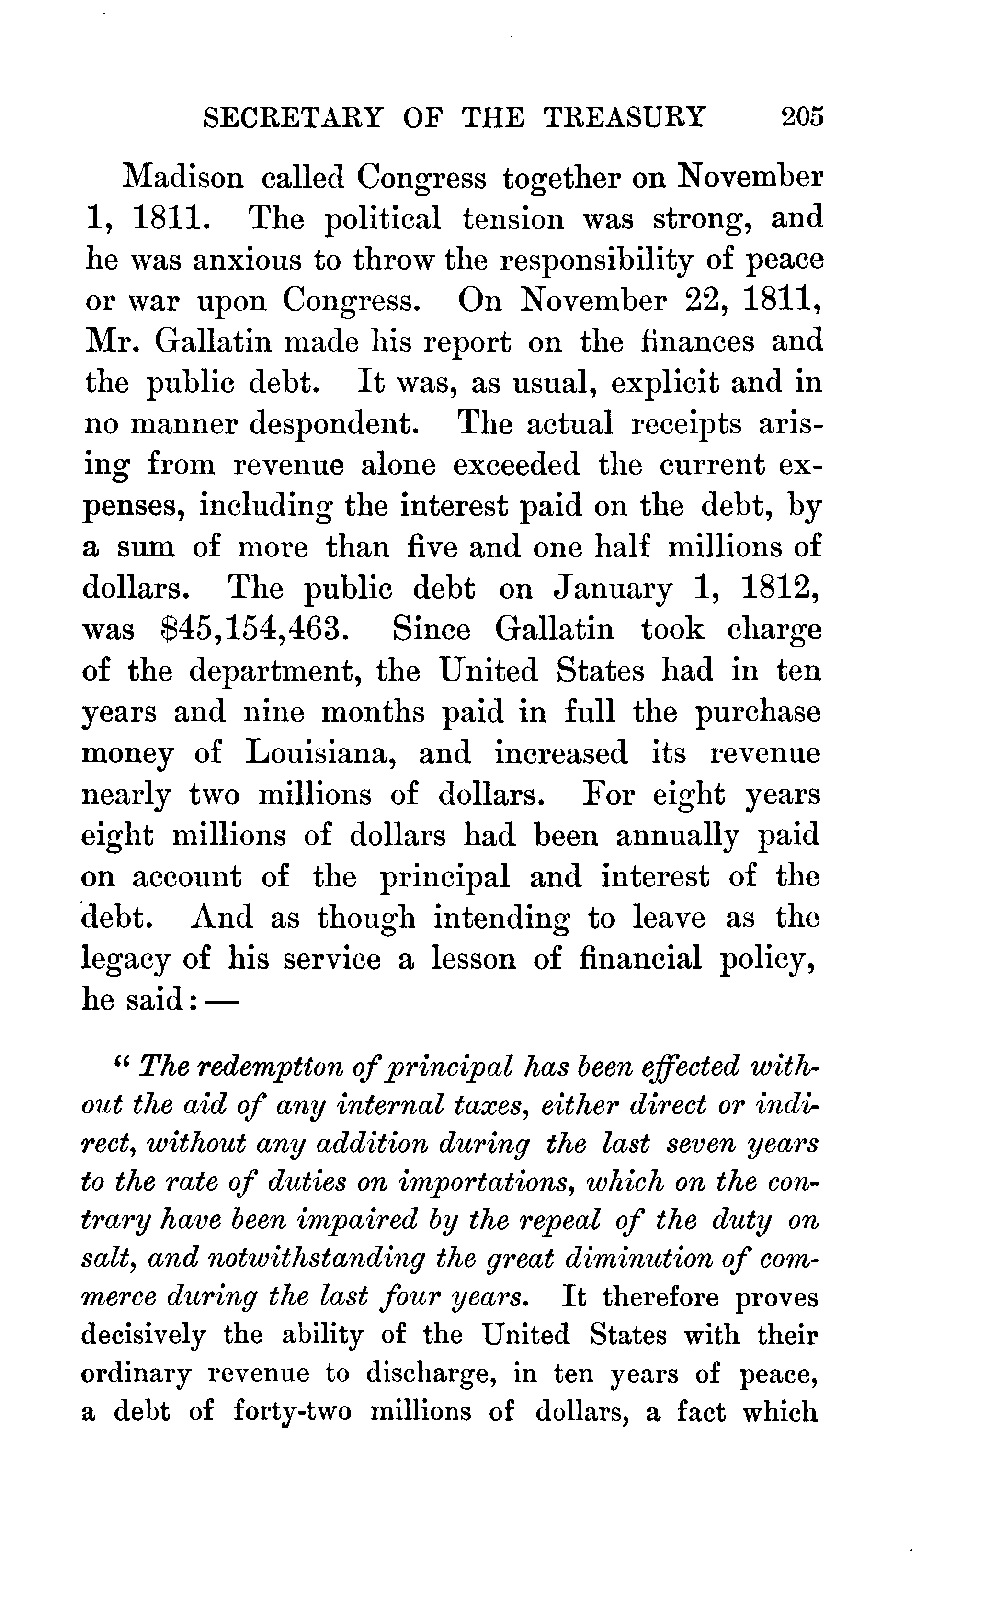 SECRETARY OF THE TREASURY 205
Madison called Congress together on November
1, 1811. The political tension was strong, and
he was anxious to throw the responsibility of peace
or war upon Congress. On November 22, 1811,
Mr. Gallatin made his report on the finances and
the public debt. It was, as usual, explicit and in
no manner despondent. The actual receipts aris-
ing from revenue alone exceeded the current ex-
penses, including the interest paid on the debt, by
a sum of more than five and one half millions of
dollars. The public debt on January 1, 1812,
was $45,154,463. Since Gallatin took charge
of the department, the United States had in ten
years and nine months paid in full the purchase
money of Louisiana, and increased its revenue
nearly two millions of dollars. For eight years
eight millions of dollars had been annually paid
on account of the principal and interest of the
debt. And as though intending to leave as the
legacy of his service a lesson of financial policy,
he said: —
“ The redemption of principal has been effected with-
out the aid of any internal taxes, either direct or indi-
rect, without any addition during the last seven years
to the rate of duties on importations, which on the con-
trary have been impaired by the repeal of the duty on
salt, and notwithstanding the great diminution of com-
merce during the last four years. It therefore proves
decisively the ability of the United States with their
ordinary revenue to discharge, in ten years of peace,
a debt of forty-two millions of dollars, a fact which